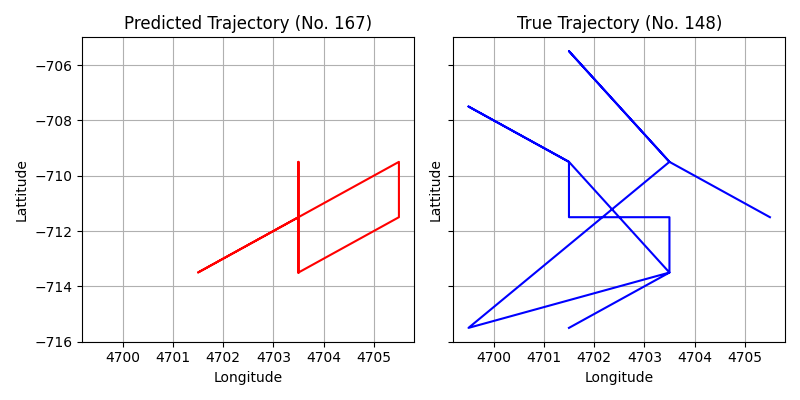 Predicted Trajectory (No. 167)
True Trajectory (No. 148)
−706
−708
−710
−712
−714
−716
Lattitude
Lattitude
4700 4701 4702 4703 4704 4705
4700 4701 4702 4703 4704 4705
Longitude
Longitude